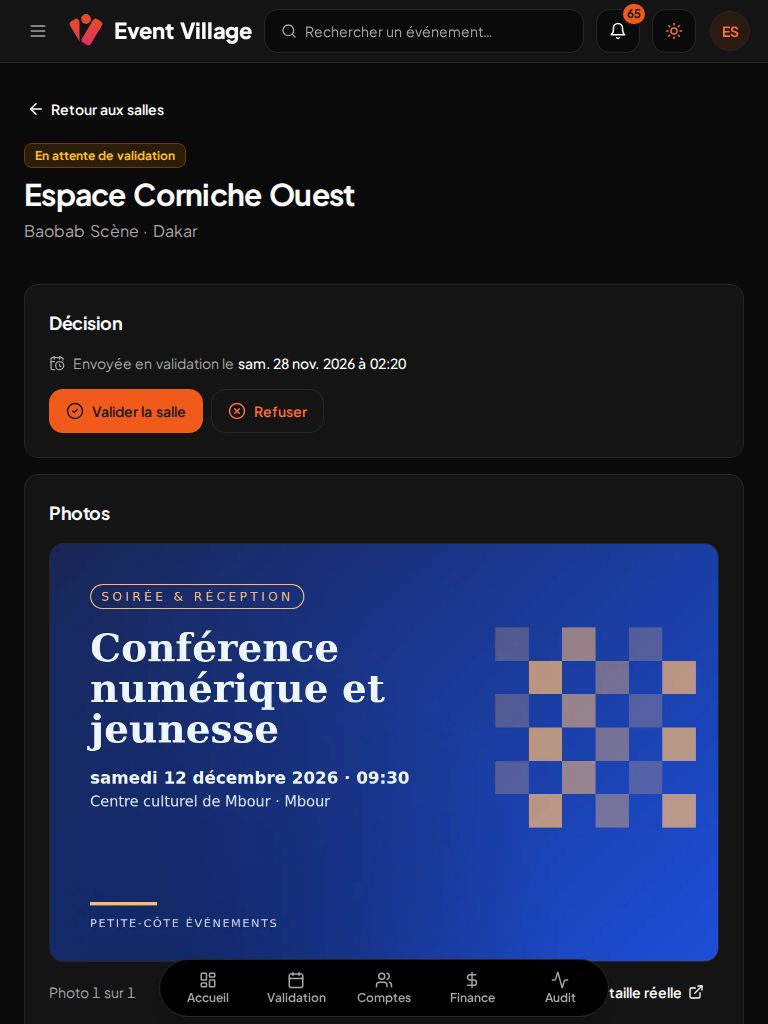 Event Village
Rechercher un événement…
65
ES
Retour aux salles
En attente de validation
Espace Corniche Ouest
Baobab Scène · Dakar
Décision
Envoyée en validation le sam. 28 nov. 2026 à 02:20
Valider la salle
Refuser
Photos
SOIRÉE & RÉCEPTION
Conférence
numérique et
jeunesse
samedi 12 décembre 2026 · 09:30
Centre culturel de Mbour · Mbour
PETITE-CÔTE ÉVÉNEMENTS
Photo 1 sur 1
taille réelle
Accueil
Validation
Comptes
Finance
Audit